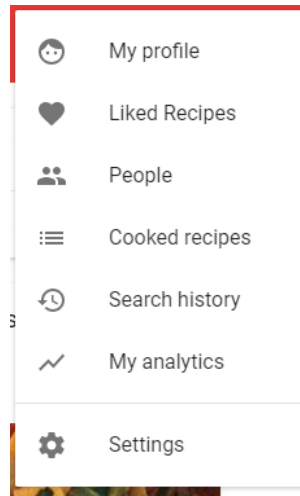 My profile
Liked Recipes
People
Cooked recipes
Search history
My analytics
Settings